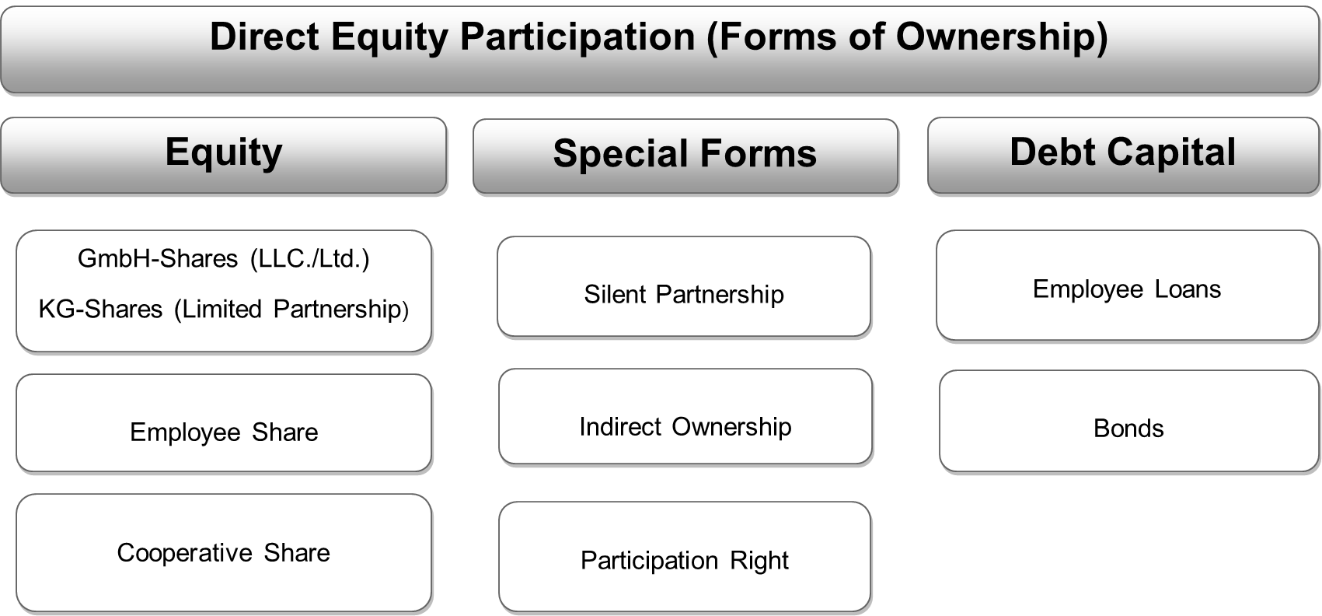 Direct Equity Participation (Forms of Ownership)
Equity
GmbH-Shares (LLC./Ltd.)
KG-Shares (Limited Partnership)
Employee Share
Cooperative Share
Special Forms
Silent Partnership
Indirect Ownership
Participation Right
Debt Capital
Employee Loans
Bonds